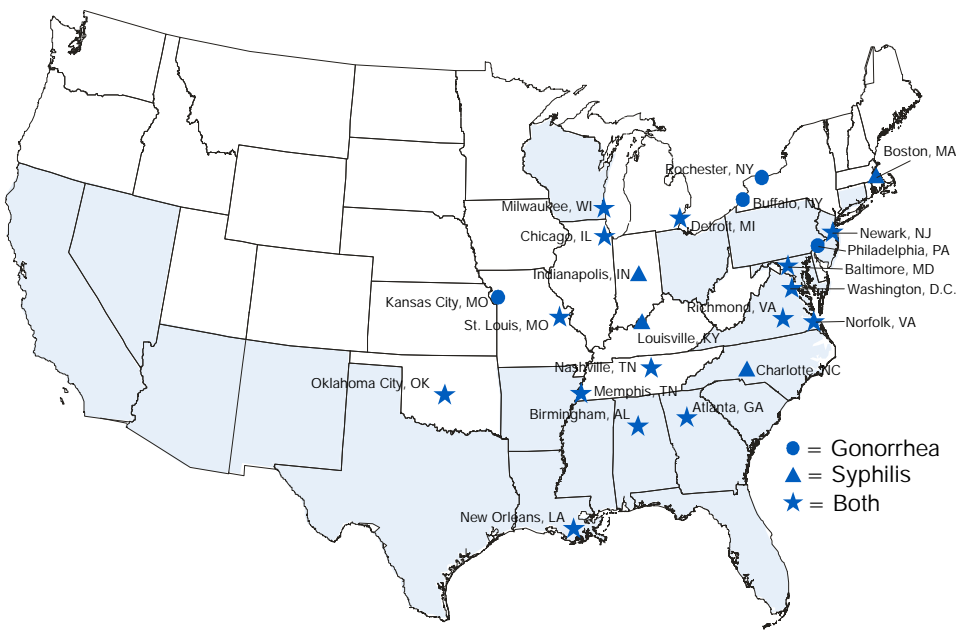 Boston, MA
Rochester, NY
Buffalo, NY
Milwaukee, WI
Detroit, MI
Chicago, IL
Newark, NJ
Philadelphia, PA
Indianapolis, IN
Baltimore, MD
Kansas City, MO
Washington, D.C.
St. Louis, MO
Richmond, VA
Norfolk, VA
Louisville, KY
Nashville, TN
Charlotte, NC
Oklahoma City, OK
Memphis, TN
Birmingham, AL
Atlanta, GA
= Gonorrhea
= Syphilis
= Both
New Orleans, LA